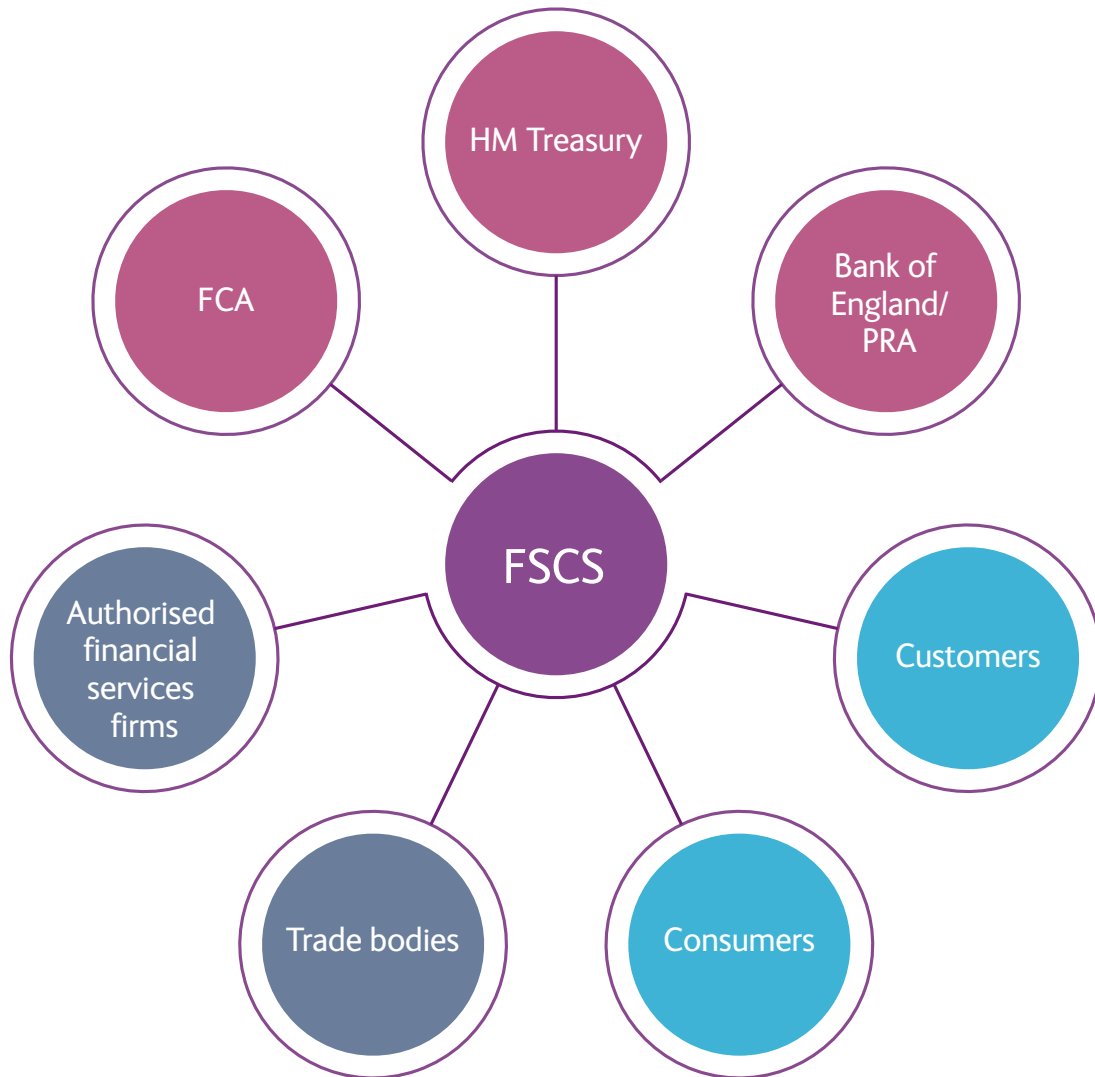 HM Treasury
FCA
Bank of
England/
PRA
FSCS
Authorised
financial
services
firms
Customers
Trade bodies
Consumers